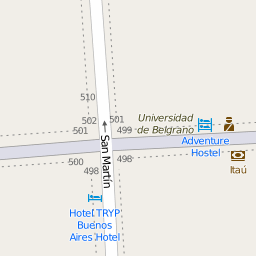 510
502
501
501
499
Universidad
de Belgrano
Adventure
Hostel
Itaú
San Martín
500
498
498
Hotel TRYP
Buenos
Aires Hotel